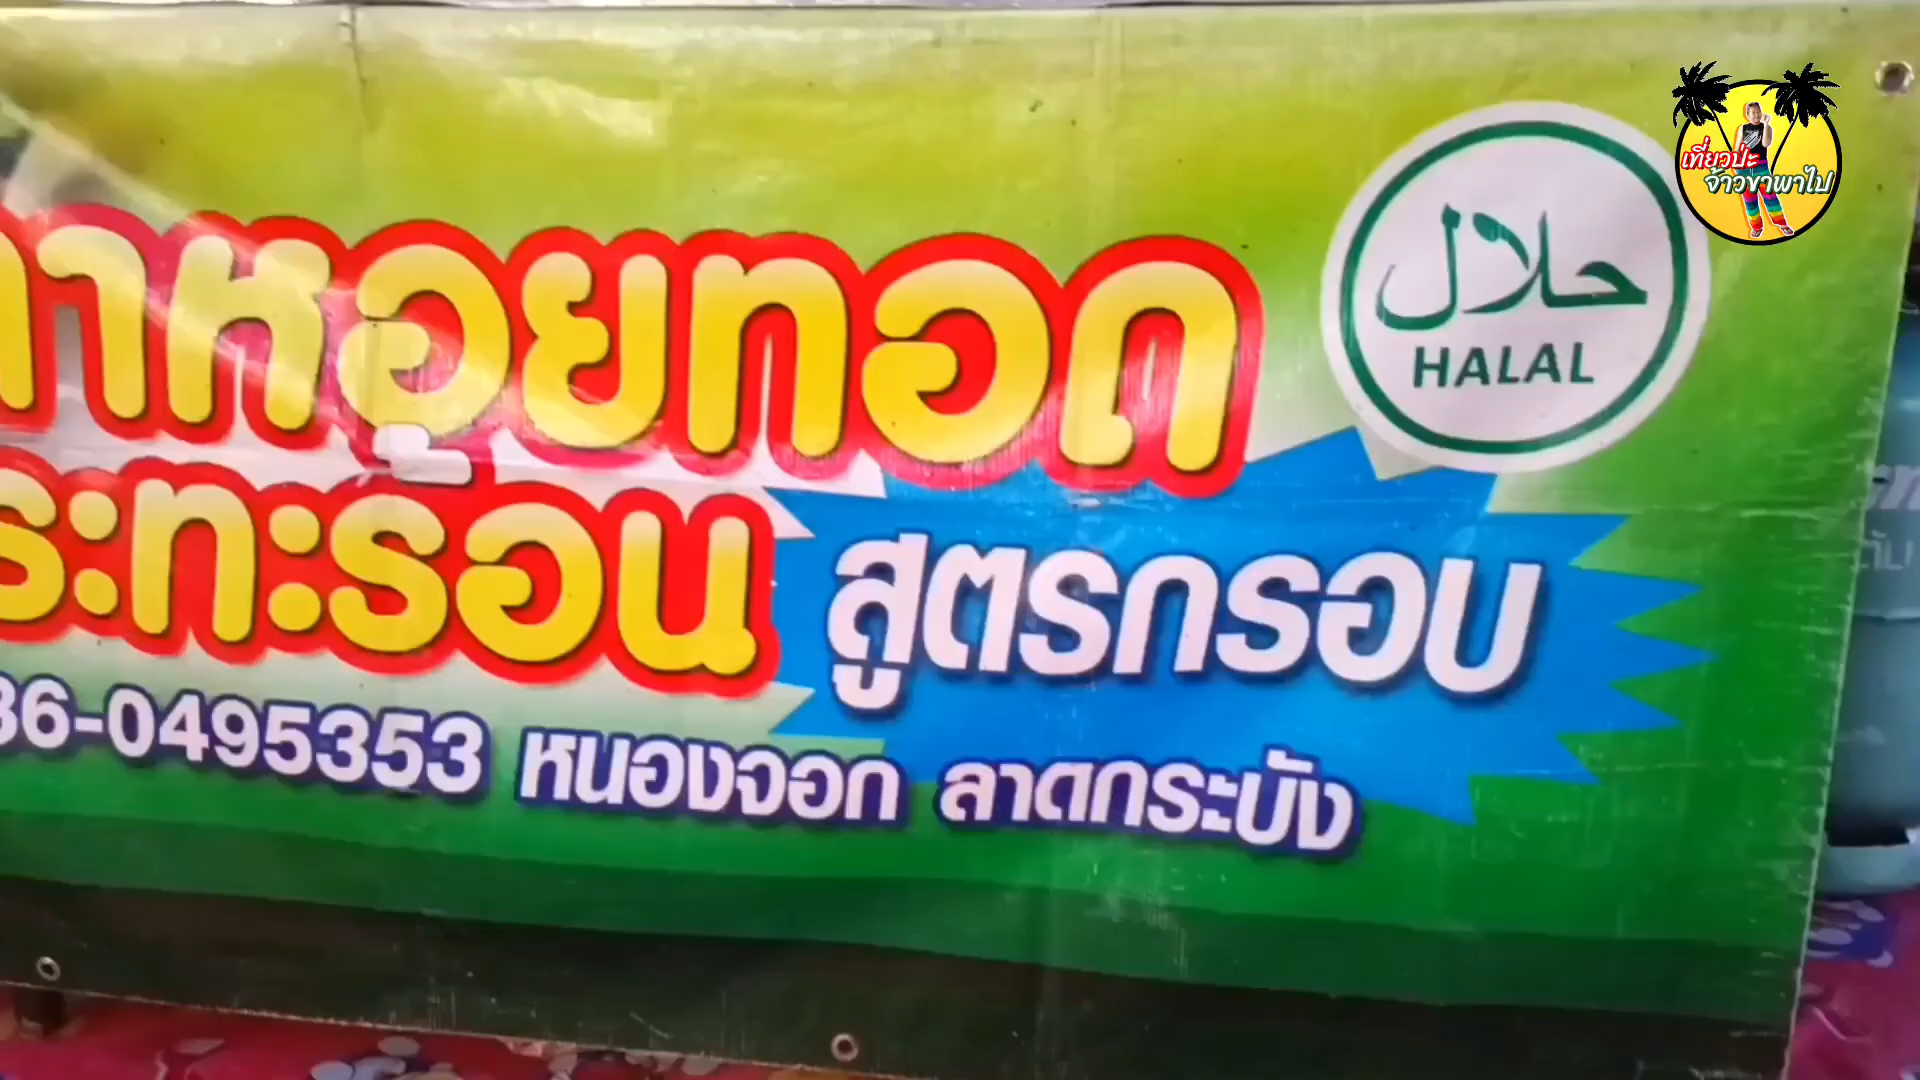 หอยทอด
กระทะร้อน สูตรกรอบ
86-0495353 หนองจอก ลาดกระบัง
حلال
HALAL
เที่ยวป่ะ
จ้าวขาพาไป